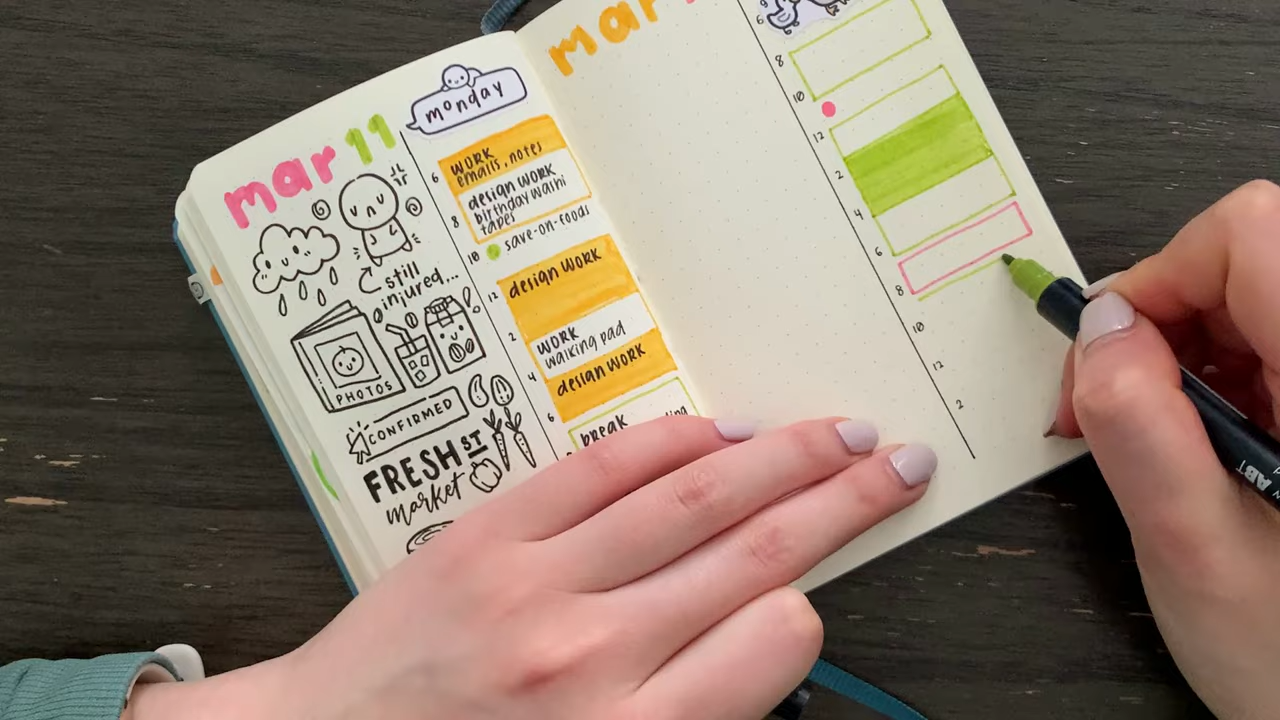 mar 11
monday
6
WORK
emails, notes
design WORK
birthday washi
tapes
8
10
save-on-foods
12
design WORK
2
WORK
walking pad
4
design WORK
6
break
still
injured...
PHOTOS
CONFIRMED
FRESH ST
market
mar
6
8
10
12
2
4
6
8
10
12
2
ABT